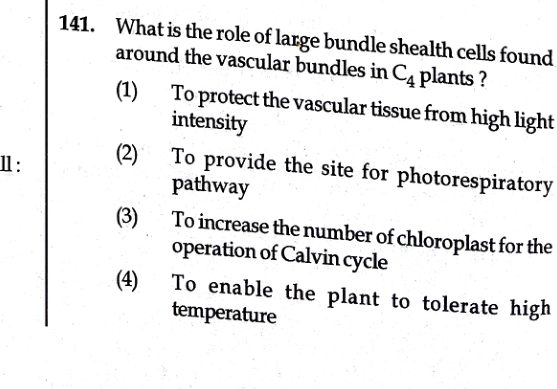 141. What is the role of large bundle shealth cells found
around the vascular bundles in C₄ plants ?
(1) To protect the vascular tissue from high light
intensity
ll :
(2) To provide the site for photorespiratory
pathway
(3) To increase the number of chloroplast for the
operation of Calvin cycle
(4) To enable the plant to tolerate high
temperature